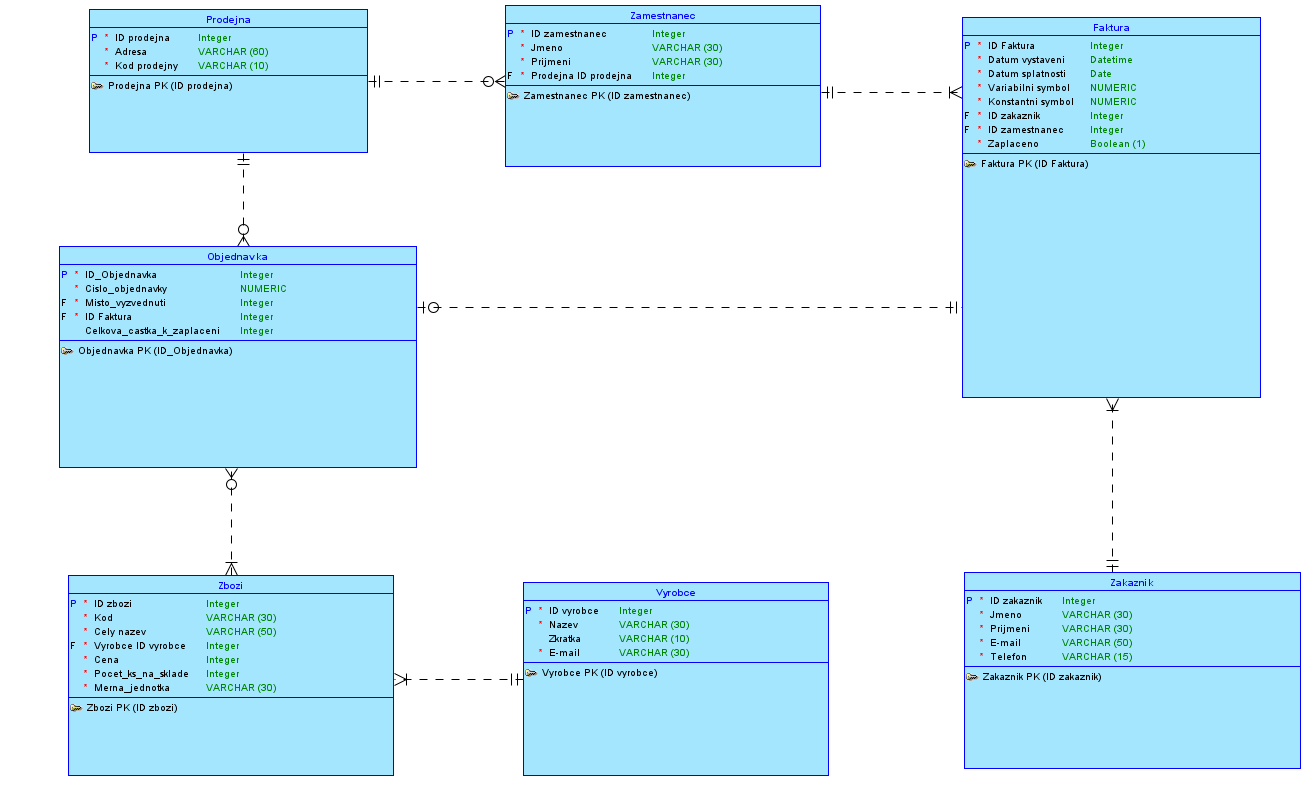 Prodejna
P * ID prodejna Integer
* Adresa VARCHAR (60)
* Kod prodejny VARCHAR (10)
Prodejna PK (ID prodejna)
Zamestnanec
P * ID zamestnanec Integer
* Jmeno VARCHAR (30)
* Prijmeni VARCHAR (30)
F * Prodejna ID prodejna Integer
Zamestnanec PK (ID zamestnanec)
Faktura
P * ID Faktura Integer
* Datum vystaveni Datetime
* Datum splatnosti Date
* Variabilni symbol NUMERIC
* Konstantni symbol NUMERIC
F * ID zakaznik Integer
F * ID zamestnanec Integer
* Zaplaceno Boolean (1)
Faktura PK (ID Faktura)
Objednavka
P * ID_Objednavka Integer
* Cislo_objednavky NUMERIC
F * Misto_vyzvednuti Integer
F * ID Faktura Integer
Celkova_castka_k_zaplaceni Integer
Objednavka PK (ID_Objednavka)
Zbozi
P * ID zbozi Integer
* Kod VARCHAR (30)
* Cely nazev VARCHAR (50)
F * Vyrobce ID vyrobce Integer
* Cena Integer
* Pocet_ks_na_sklade Integer
* Merna_jednotka VARCHAR (30)
Zbozi PK (ID zbozi)
Vyrobce
P * ID vyrobce Integer
* Nazev VARCHAR (30)
Zkratka VARCHAR (10)
* E-mail VARCHAR (30)
Vyrobce PK (ID vyrobce)
Zakaznik
P * ID zakaznik Integer
* Jmeno VARCHAR (30)
* Prijmeni VARCHAR (30)
* E-mail VARCHAR (50)
* Telefon VARCHAR (15)
Zakaznik PK (ID zakaznik)